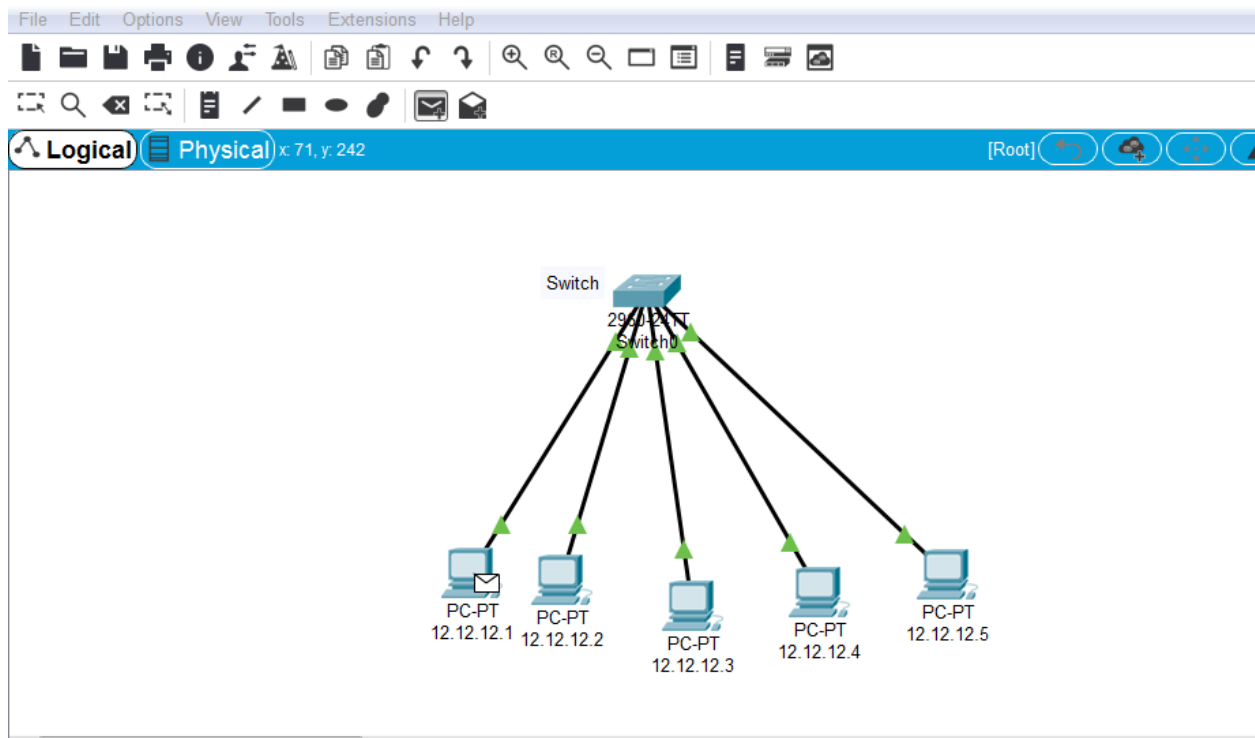 File Edit Options View Tools Extensions Help
Logical Physical x: 71, y: 242 [Root]
Switch
2960-24TT
Switch0
PC-PT
12.12.12.1
PC-PT
12.12.12.2
PC-PT
12.12.12.3
PC-PT
12.12.12.4
PC-PT
12.12.12.5